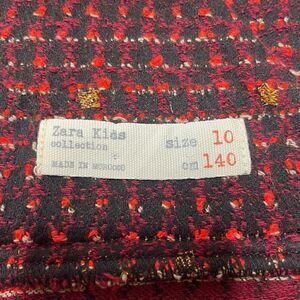 Zara Kids
collection
MADE IN MOROCCO
size 10
cm 140